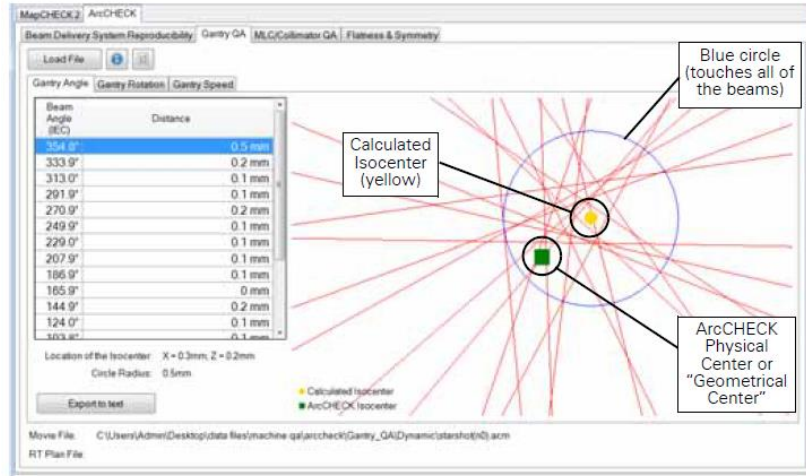 MapCHECK 2 ArcCHECK
Beam Delivery System Reproducibility Gantry QA MLC/Collimator QA Flatness & Symmetry
Load File
Gantry Angle Gantry Rotation Gantry Speed
Beam
Angle
(IEC)
Distance
354.8° 0.5 mm
333.9° 0.2 mm
313.0° 0.1 mm
291.9° 0.1 mm
270.9° 0.2 mm
249.9° 0.1 mm
229.0° 0.1 mm
207.9° 0.1 mm
186.9° 0.1 mm
165.9° 0 mm
144.9° 0.2 mm
124.0° 0.1 mm
103.8° 0.1 mm
Location of the Isocenter: X = 0.3mm, Z = 0.2mm
Circle Radius: 0.5mm
Export to text
Calculated Isocenter
ArcCHECK Isocenter
Blue circle
(touches all of
the beams)
Calculated
Isocenter
(yellow)
ArcCHECK
Physical
Center or
“Geometrical
Center”
Movie File: C:\Users\Admin\Desktop\data files\machine qa\arccheck\Gantry_QA\Dynamic\starshot(n0).acm
RT Plan File: